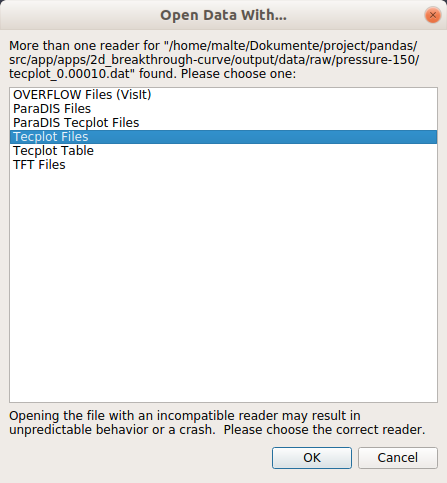 Open Data With...
More than one reader for "/home/malte/Dokumente/project/pandas/
src/app/apps/2d_breakthrough-curve/output/data/raw/pressure-150/
tecplot_0.00010.dat" found. Please choose one:
OVERFLOW Files (VisIt)
ParaDIS Files
ParaDIS Tecplot Files
Tecplot Files
Tecplot Table
TFT Files
Opening the file with an incompatible reader may result in
unpredictable behavior or a crash.  Please choose the correct reader.
OK
Cancel